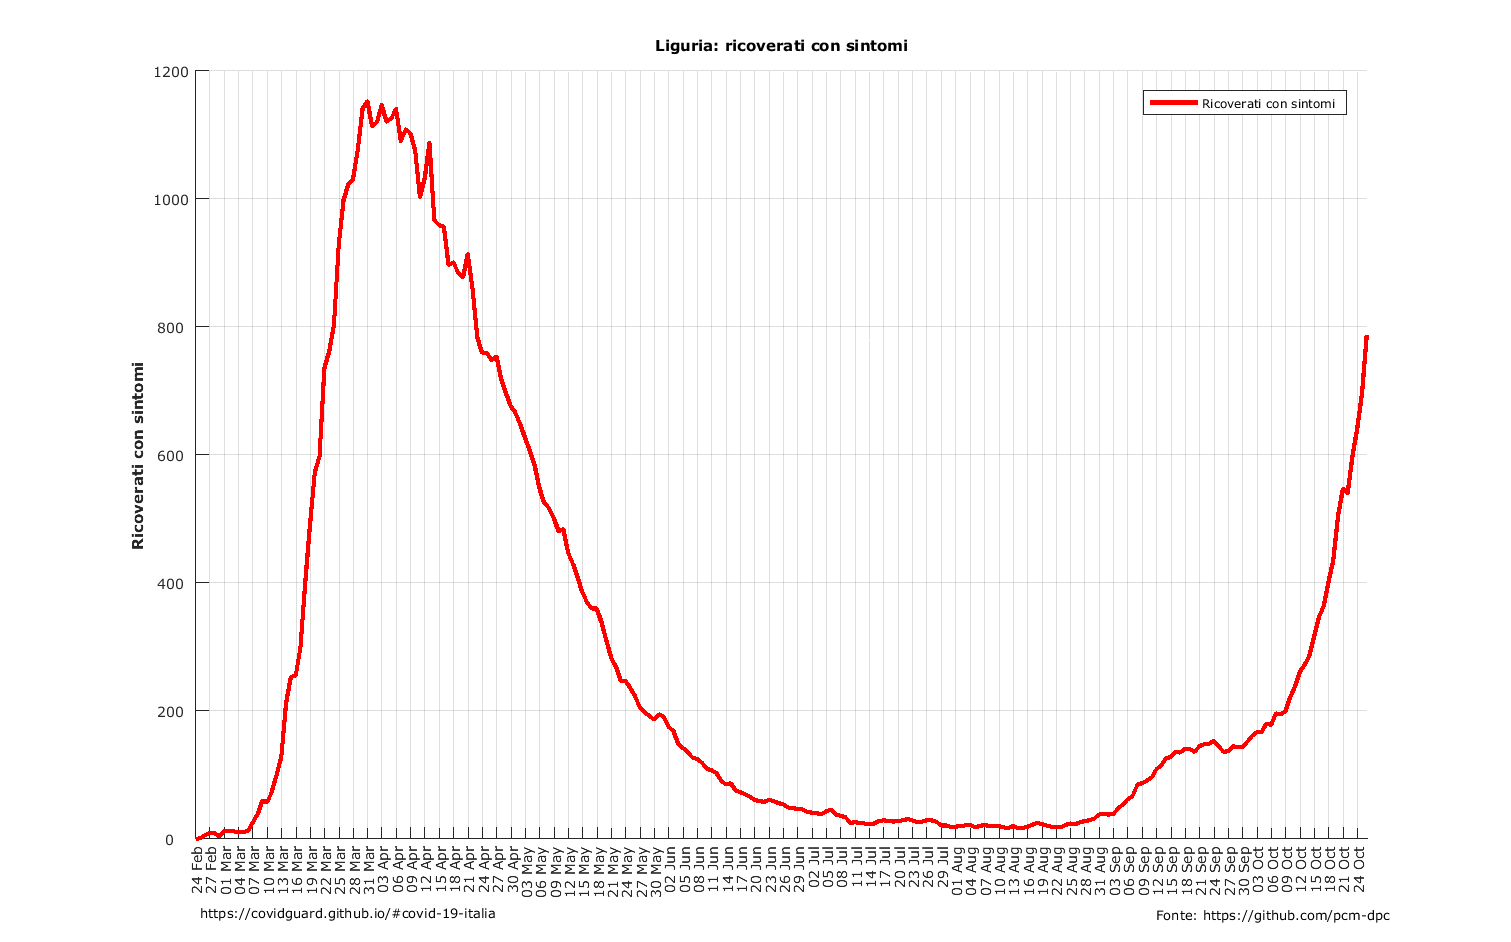 Liguria: ricoverati con sintomi
Ricoverati con sintomi
Ricoverati con sintomi
1200
1000
800
600
400
200
0
24 Feb
27 Feb
01 Mar
04 Mar
07 Mar
10 Mar
13 Mar
16 Mar
19 Mar
22 Mar
25 Mar
28 Mar
31 Mar
03 Apr
06 Apr
09 Apr
12 Apr
15 Apr
18 Apr
21 Apr
24 Apr
27 Apr
30 Apr
03 May
06 May
09 May
12 May
15 May
18 May
21 May
24 May
27 May
30 May
02 Jun
05 Jun
08 Jun
11 Jun
14 Jun
17 Jun
20 Jun
23 Jun
26 Jun
29 Jun
02 Jul
05 Jul
08 Jul
11 Jul
14 Jul
17 Jul
20 Jul
23 Jul
26 Jul
29 Jul
01 Aug
04 Aug
07 Aug
10 Aug
13 Aug
16 Aug
19 Aug
22 Aug
25 Aug
28 Aug
31 Aug
03 Sep
06 Sep
09 Sep
12 Sep
15 Sep
18 Sep
21 Sep
24 Sep
27 Sep
30 Sep
03 Oct
06 Oct
09 Oct
12 Oct
15 Oct
18 Oct
21 Oct
24 Oct
https://covidguard.github.io/#covid-19-italia
Fonte: https://github.com/pcm-dpc